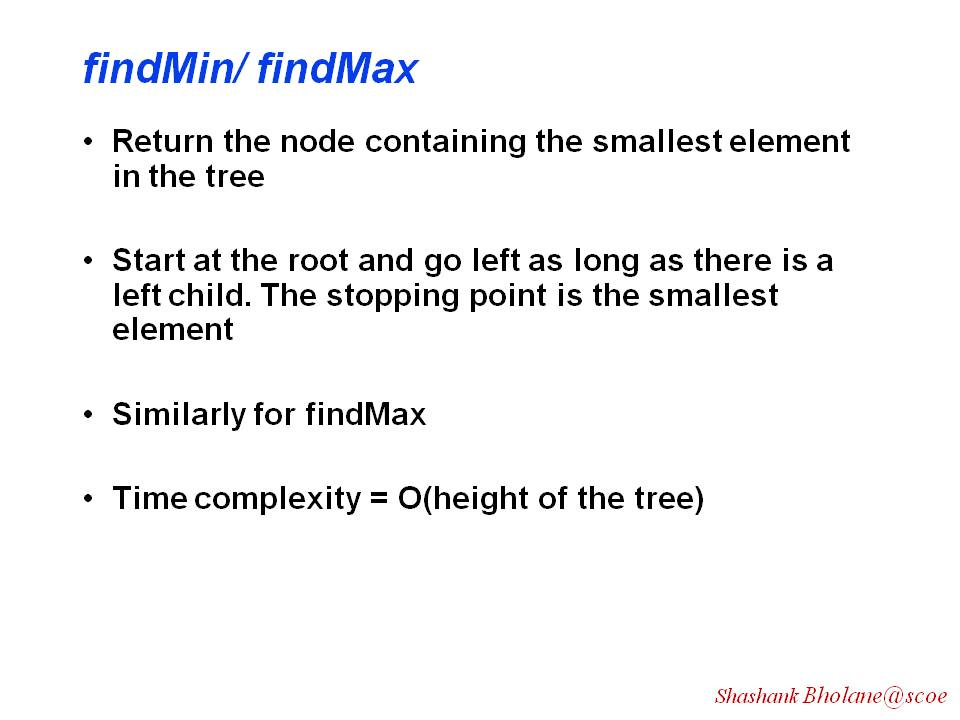 findMin/ findMax
• Return the node containing the smallest element
in the tree
• Start at the root and go left as long as there is a
left child. The stopping point is the smallest
element
• Similarly for findMax
• Time complexity = O(height of the tree)
Shashank Bholane@scoe